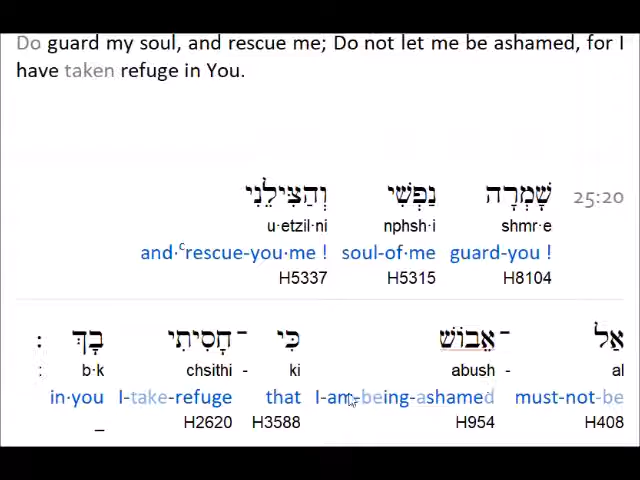 Do guard my soul, and rescue me; Do not let me be ashamed, for I
have taken refuge in You.
25:20 שָׁמְרָה נַפְשִׁי וְהַצִּילֵנִי
u·etzil·ni nphsh·i shmr·e
and·ᶜrescue-you·me ! soul-of·me guard-you !
H5337 H5315 H8104
אַל ־ אֵבוֹשׁ כִּי ־ חָסִיתִי בָךְ :
: b·k chsithi - ki abush - al
in·you I-take-refuge that I-am-being-ashamed must-not-be
_ H2620 H3588 H954 H408